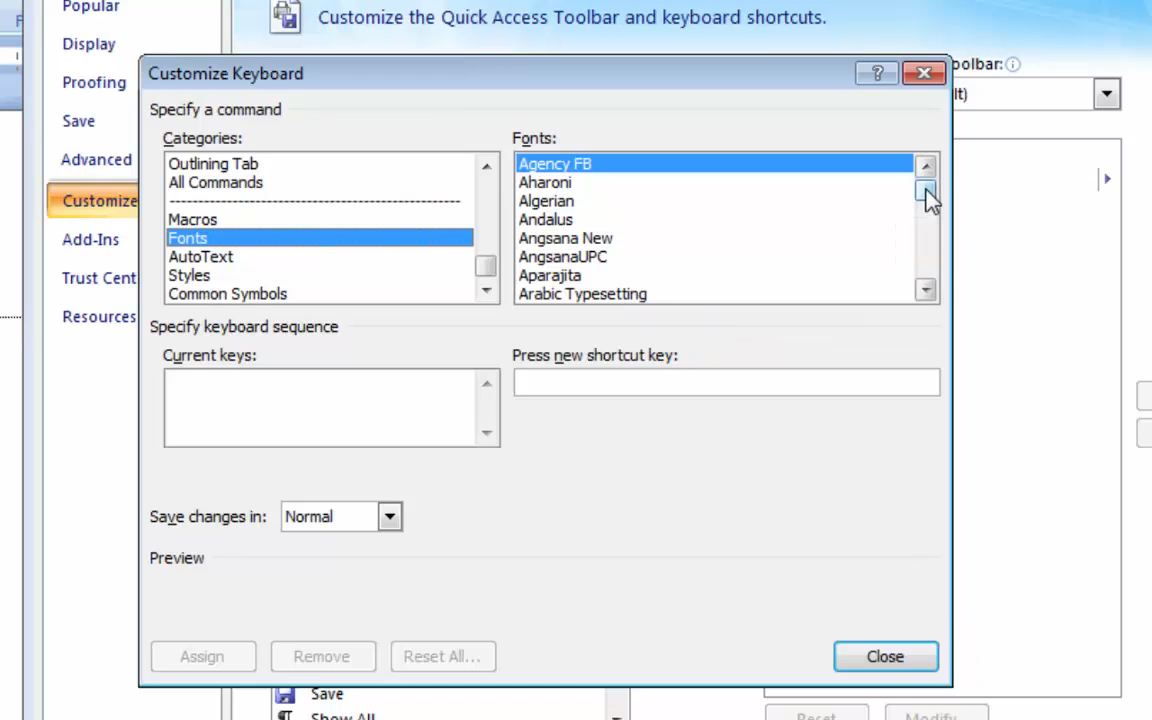 Popular
Customize the Quick Access Toolbar and keyboard shortcuts.
Display
Proofing
Save
Advanced
Customize
Add-Ins
Trust Cent
Resources
Customize Keyboard
?
oolbar:
lt)
Specify a command
Categories:
Outlining Tab
All Commands
Macros
Fonts
AutoText
Styles
Common Symbols
Fonts:
Agency FB
Aharoni
Algerian
Andalus
Angsana New
AngsanaUPC
Aparajita
Arabic Typesetting
Specify keyboard sequence
Current keys:
Press new shortcut key:
Save changes in:
Normal
Preview
Assign
Remove
Reset All...
Close
Save
Show All
Reset
Modify